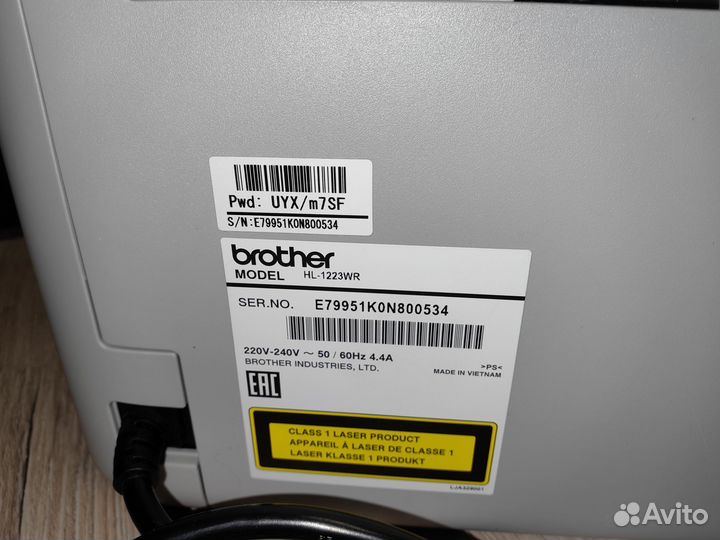 Pwd: UYX/m7SF
S/N:E79951K0N800534
brother
MODEL HL-1223WR
SER.NO. E79951K0N800534
220V-240V ~ 50 / 60Hz 4.4A
BROTHER INDUSTRIES, LTD.
>PS<
MADE IN VIETNAM
EAC
CLASS 1 LASER PRODUCT
APPAREIL À LASER DE CLASSE 1
LASER KLASSE 1 PRODUKT
Avito